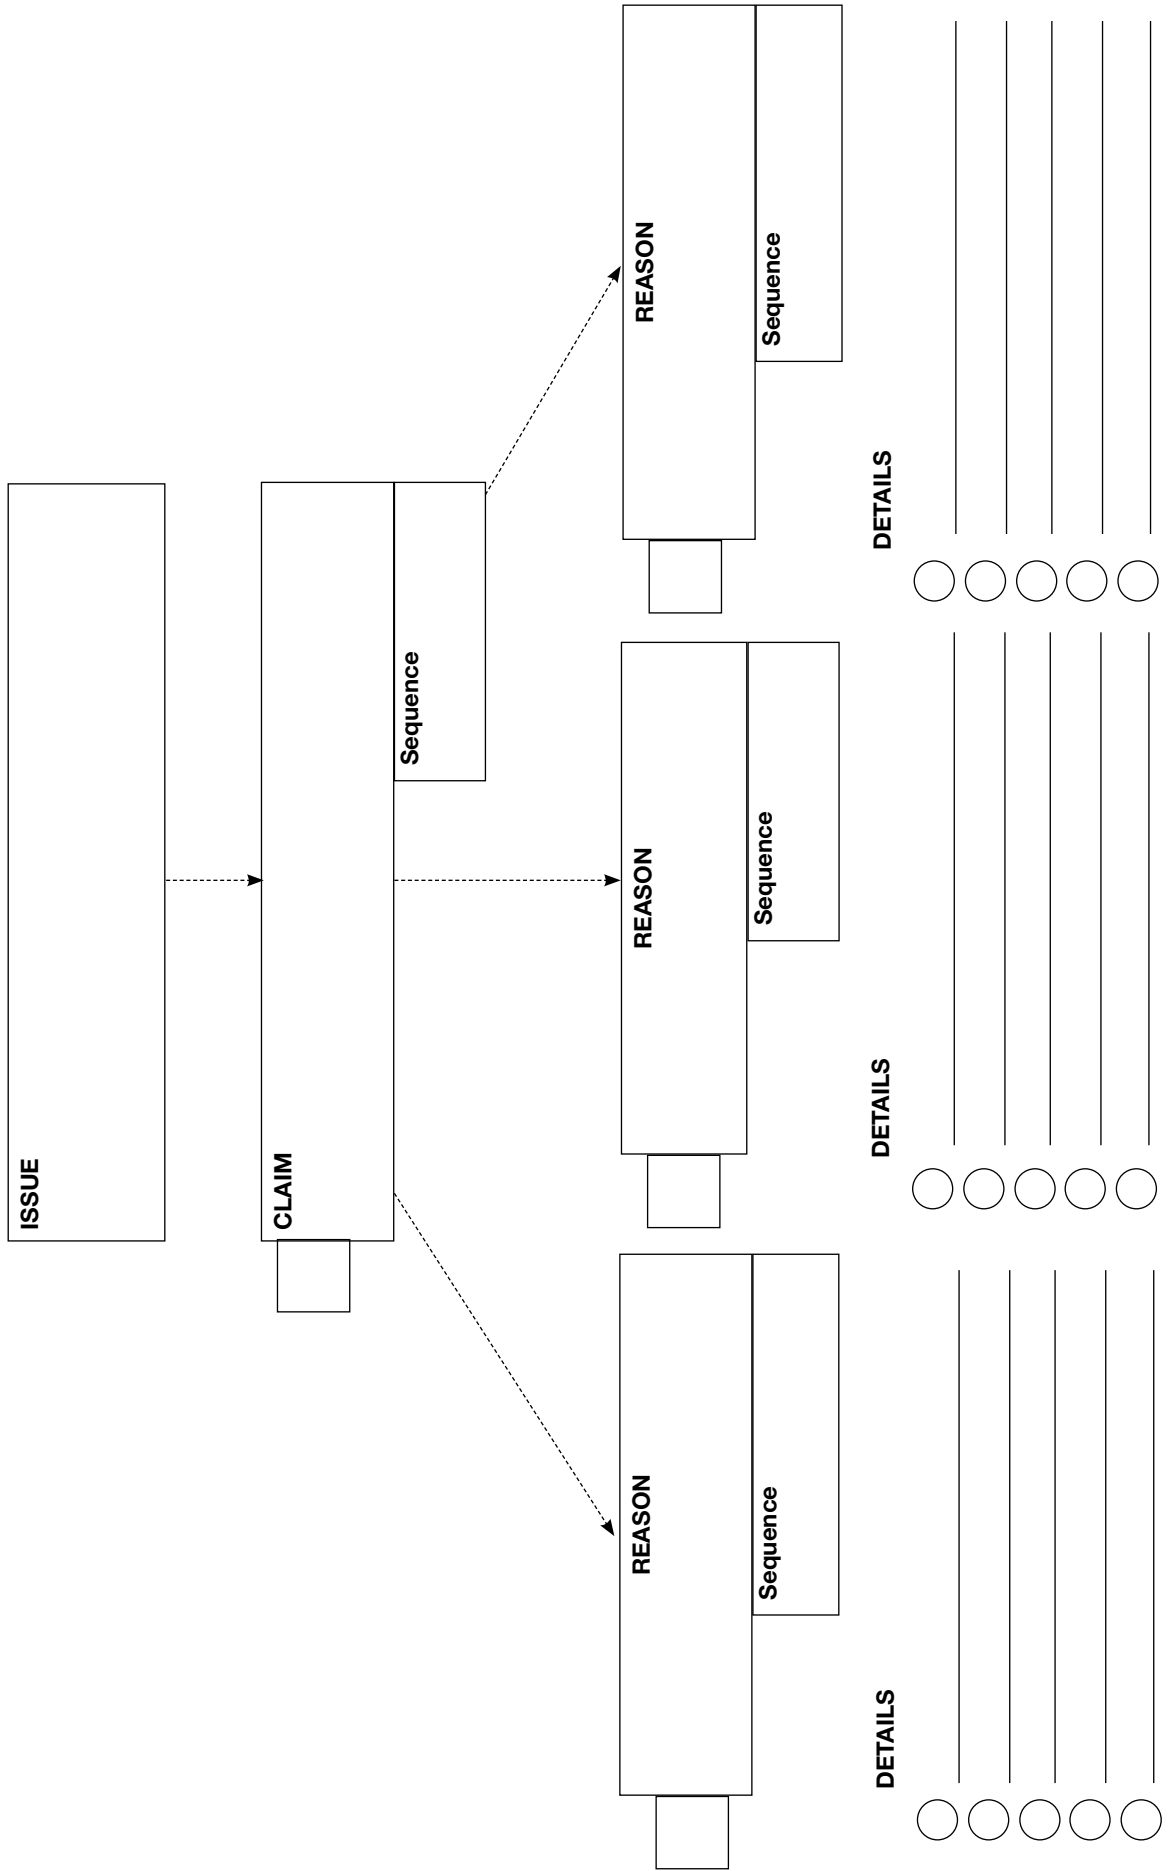 ISSUE
CLAIM
Sequence
REASON
REASON
REASON
Sequence
Sequence
Sequence
DETAILS
DETAILS
DETAILS